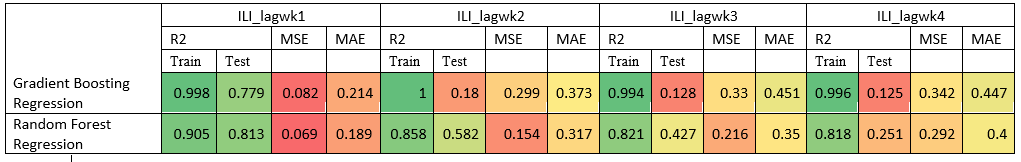 ILI_lagwk1 ILI_lagwk2 ILI_lagwk3 ILI_lagwk4
R2 MSE MAE R2 MSE MAE R2 MSE MAE R2 MSE MAE
Train Test Train Test Train Test Train Test
Gradient Boosting
Regression 0.998 0.779 0.082 0.214 1 0.18 0.299 0.373 0.994 0.128 0.33 0.451 0.996 0.125 0.342 0.447
Random Forest
Regression 0.905 0.813 0.069 0.189 0.858 0.582 0.154 0.317 0.821 0.427 0.216 0.35 0.818 0.251 0.292 0.4